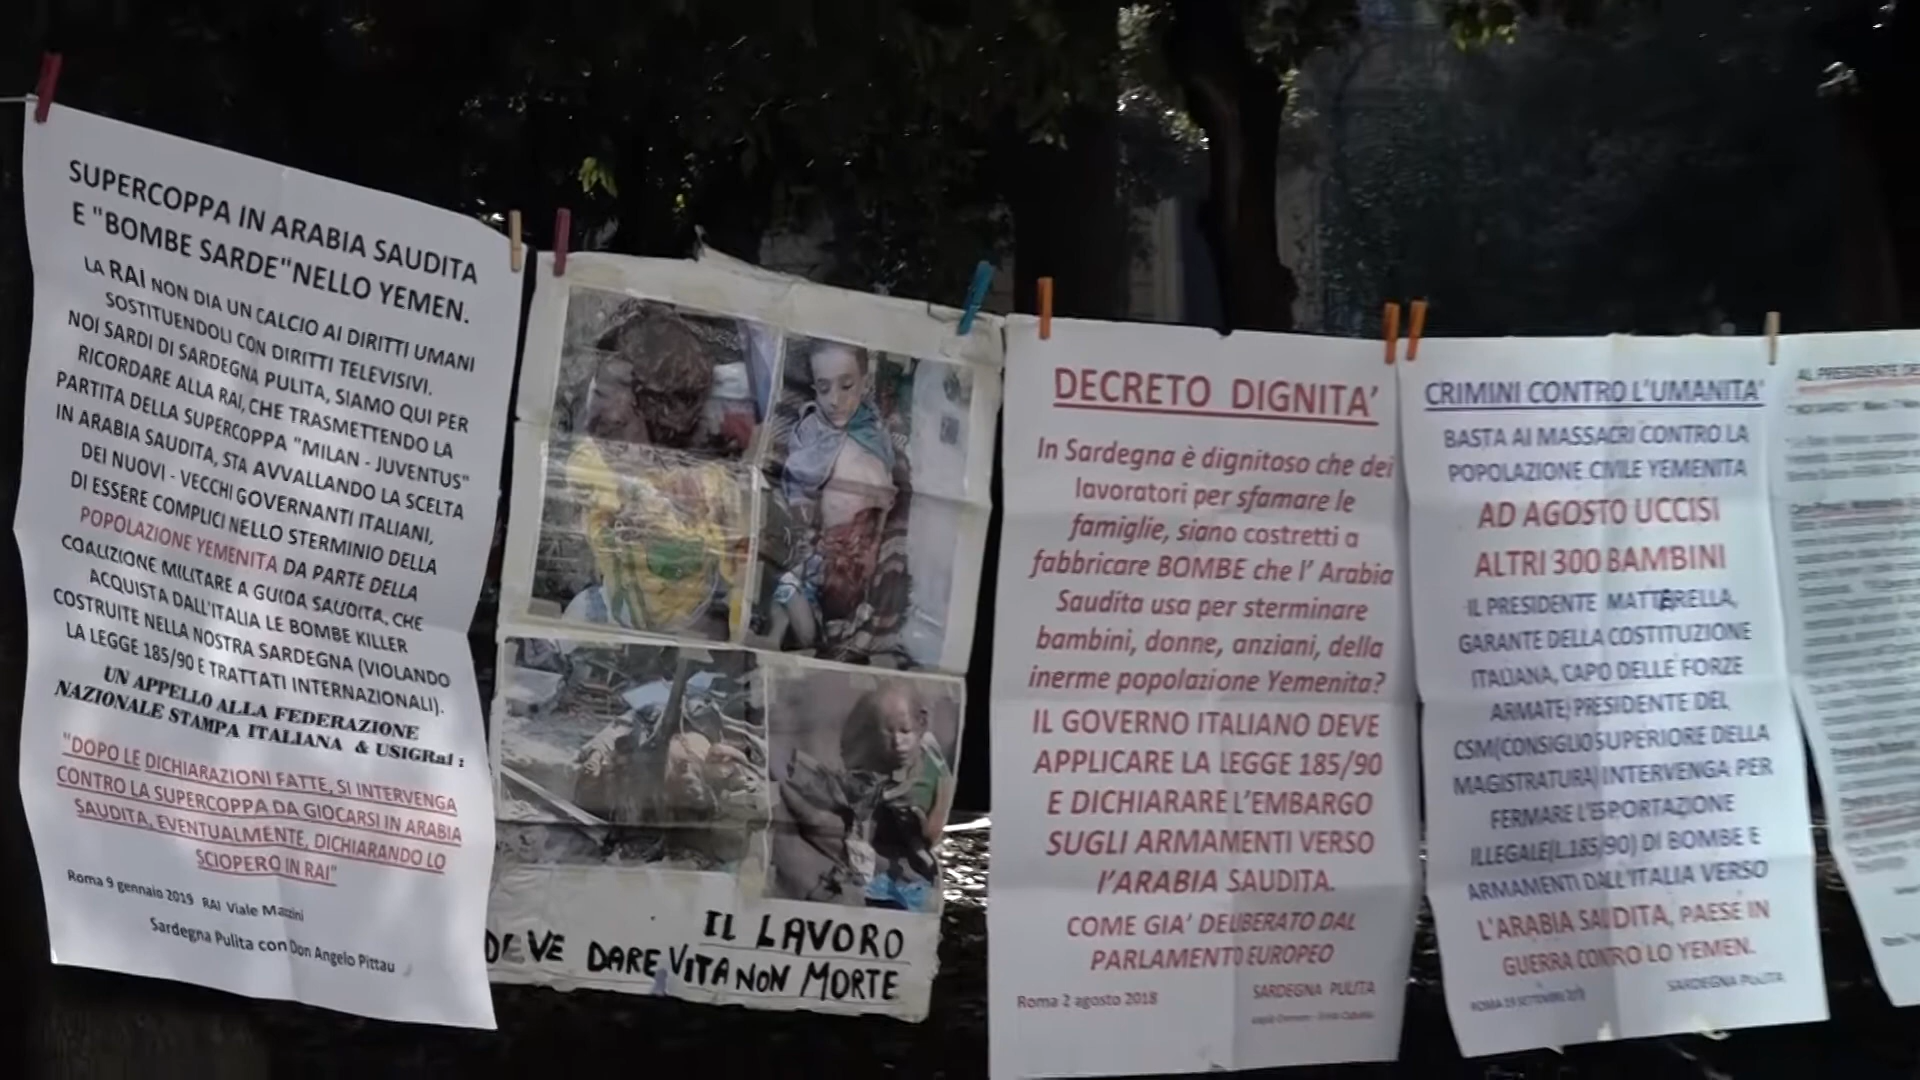 SUPERCOPPA IN ARABIA SAUDITA
E "BOMBE SARDE"NELLO YEMEN.
LA RAI NON DIA UN CALCIO AI DIRITTI UMANI
SOSTITUENDOLI CON DIRITTI TELEVISIVI.
NOI SARDI DI SARDEGNA PULITA, SIAMO QUI PER
RICORDARE ALLA RAI, CHE TRASMETTENDO LA
PARTITA DELLA SUPERCOPPA "MILAN - JUVENTUS"
IN ARABIA SAUDITA, STA AVVALLANDO LA SCELTA
DEI NUOVI - VECCHI GOVERNANTI ITALIANI,
DI ESSERE COMPLICI NELLO STERMINIO DELLA
POPOLAZIONE YEMENITA DA PARTE DELLA
COALIZIONE MILITARE A GUIDA SAUDITA, CHE
ACQUISTA DALL'ITALIA LE BOMBE KILLER
COSTRUITE NELLA NOSTRA SARDEGNA (VIOLANDO
LA LEGGE 185/90 E TRATTATI INTERNAZIONALI).
UN APPELLO ALLA FEDERAZIONE
NAZIONALE STAMPA ITALIANA & USIGRai :
"DOPO LE DICHIARAZIONI FATTE, SI INTERVENGA
CONTRO LA SUPERCOPPA DA GIOCARSI IN ARABIA
SAUDITA, EVENTUALMENTE, DICHIARANDO LO
SCIOPERO IN RAI"
Roma 9 gennaio 2019 RAI Viale Mazzini
Sardegna Pulita con Don Angelo Pittau
IL LAVORO
DEVE DARE VITA NON MORTE
DECRETO DIGNITA'
In Sardegna è dignitoso che dei
lavoratori per sfamare le
famiglie, siano costretti a
fabbricare BOMBE che l' Arabia
Saudita usa per sterminare
bambini, donne, anziani, della
inerme popolazione Yemenita?
IL GOVERNO ITALIANO DEVE
APPLICARE LA LEGGE 185/90
E DICHIARARE L'EMBARGO
SUGLI ARMAMENTI VERSO
l'ARABIA SAUDITA.
COME GIA' DELIBERATO DAL
PARLAMENTO EUROPEO
Roma 2 agosto 2018
SARDEGNA PULITA
CRIMINI CONTRO L'UMANITA'
BASTA AI MASSACRI CONTRO LA
POPOLAZIONE CIVILE YEMENITA
AD AGOSTO UCCISI
ALTRI 300 BAMBINI
IL PRESIDENTE MATTARELLA,
GARANTE DELLA COSTITUZIONE
ITALIANA, CAPO DELLE FORZE
ARMATE, PRESIDENTE DEL
CSM(CONSIGLIO SUPERIORE DELLA
MAGISTRATURA) INTERVENGA PER
FERMARE L'ESPORTAZIONE
ILLEGALE(L.185/90) DI BOMBE E
ARMAMENTI DALL'ITALIA VERSO
L'ARABIA SAUDITA, PAESE IN
GUERRA CONTRO LO YEMEN.
ROMA 19 SETTEMBRE
SARDEGNA PULITA
AL PRESIDENTE